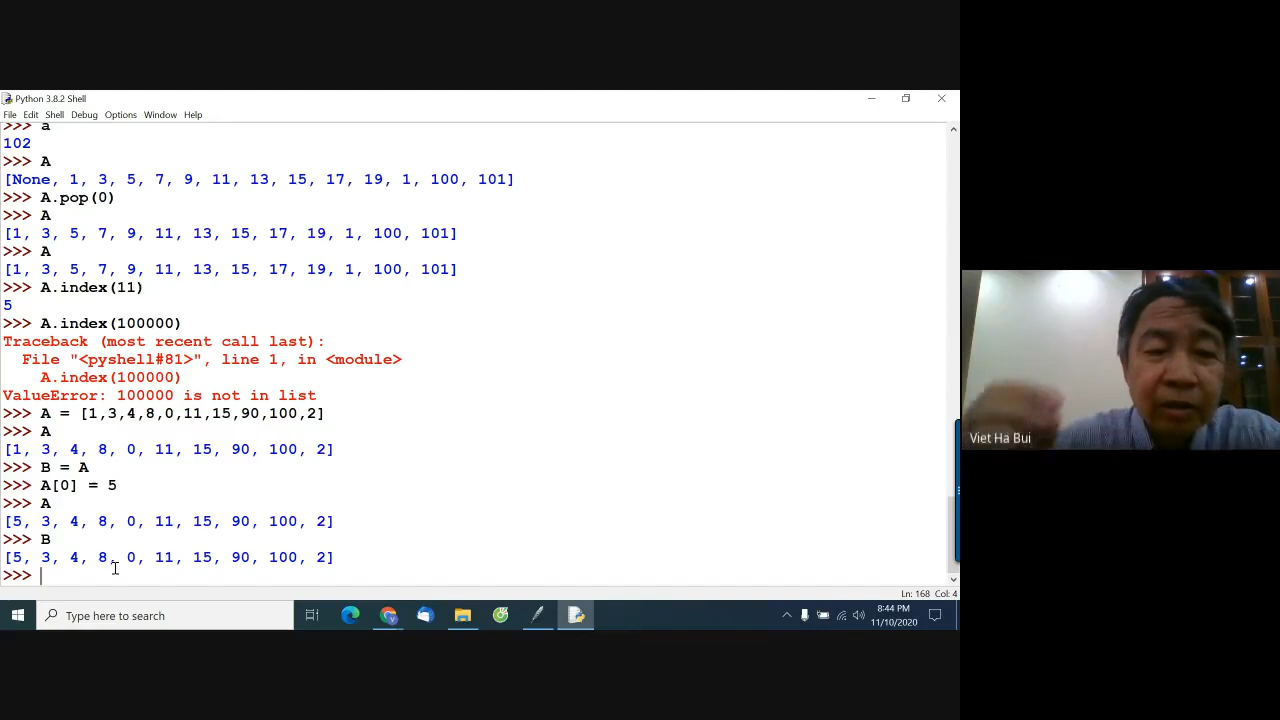 Python 3.8.2 Shell
File Edit Shell Debug Options Window Help
>>> a
102
>>> A
[None, 1, 3, 5, 7, 9, 11, 13, 15, 17, 19, 1, 100, 101]
>>> A.pop(0)
>>> A
[1, 3, 5, 7, 9, 11, 13, 15, 17, 19, 1, 100, 101]
>>> A
[1, 3, 5, 7, 9, 11, 13, 15, 17, 19, 1, 100, 101]
>>> A.index(11)
5
>>> A.index(100000)
Traceback (most recent call last):
  File "<pyshell#81>", line 1, in <module>
    A.index(100000)
ValueError: 100000 is not in list
>>> A = [1,3,4,8,0,11,15,90,100,2]
>>> A
[1, 3, 4, 8, 0, 11, 15, 90, 100, 2]
>>> B = A
>>> A[0] = 5
>>> A
[5, 3, 4, 8, 0, 11, 15, 90, 100, 2]
>>> B
[5, 3, 4, 8, 0, 11, 15, 90, 100, 2]
>>>
Ln: 168 Col: 4
Type here to search
8:44 PM
11/10/2020
Viet Ha Bui